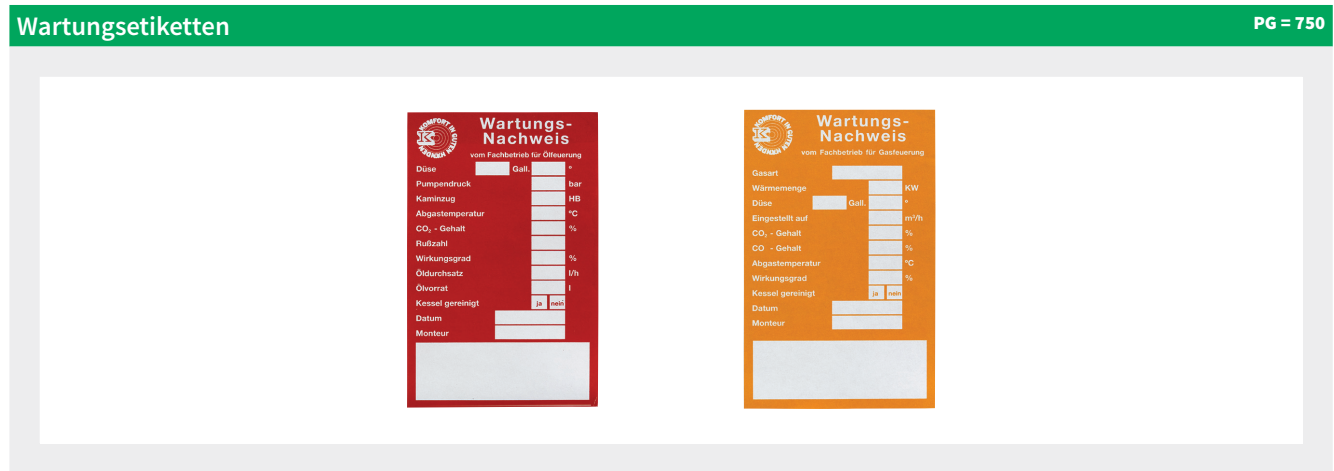 Wartungsetiketten
PG = 750
KOMFORT IN GUTEN HÄNDEN
K
Wartungs-
Nachweis
vom Fachbetrieb für Ölfeuerung
Düse Gall. °
Pumpendruck bar
Kaminzug HB
Abgastemperatur °C
CO₂ - Gehalt %
Rußzahl
Wirkungsgrad %
Öldurchsatz l/h
Ölvorrat l
Kessel gereinigt ja nein
Datum
Monteur
KOMFORT IN GUTEN HÄNDEN
K
Wartungs-
Nachweis
vom Fachbetrieb für Gasfeuerung
Gasart
Wärmemenge KW
Düse Gall. °
Eingestellt auf m³/h
CO₂ - Gehalt %
CO - Gehalt %
Abgastemperatur °C
Wirkungsgrad %
Kessel gereinigt ja nein
Datum
Monteur